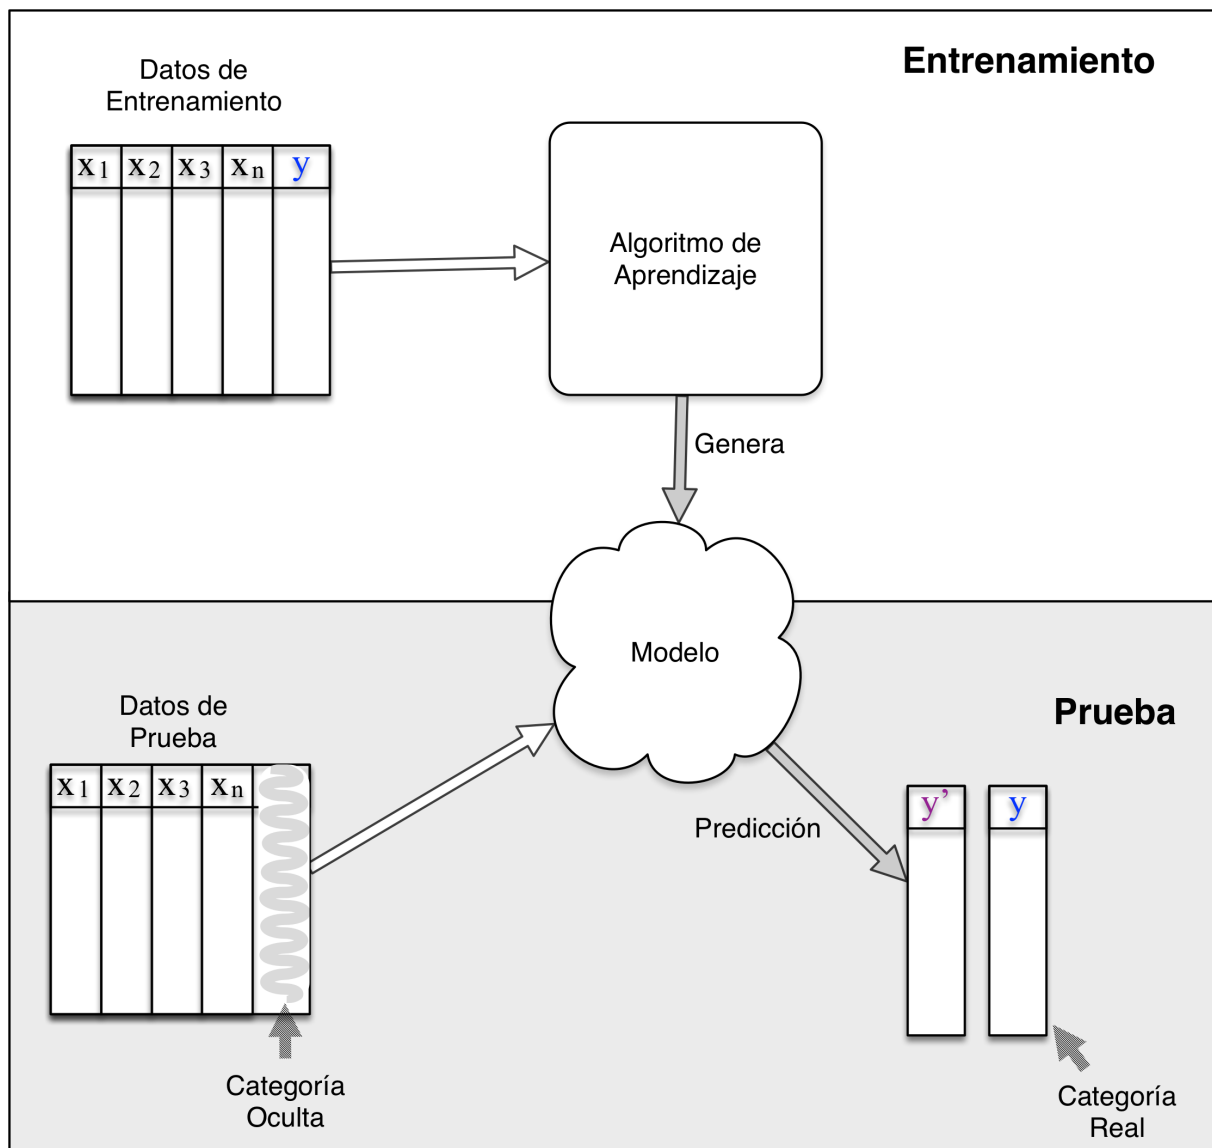 Entrenamiento
Datos de
Entrenamiento
x1 x2 x3 xn y
Algoritmo de
Aprendizaje
Genera
Modelo
Prueba
Datos de
Prueba
x1 x2 x3 xn
Predicción
y' y
Categoría
Oculta
Categoría
Real